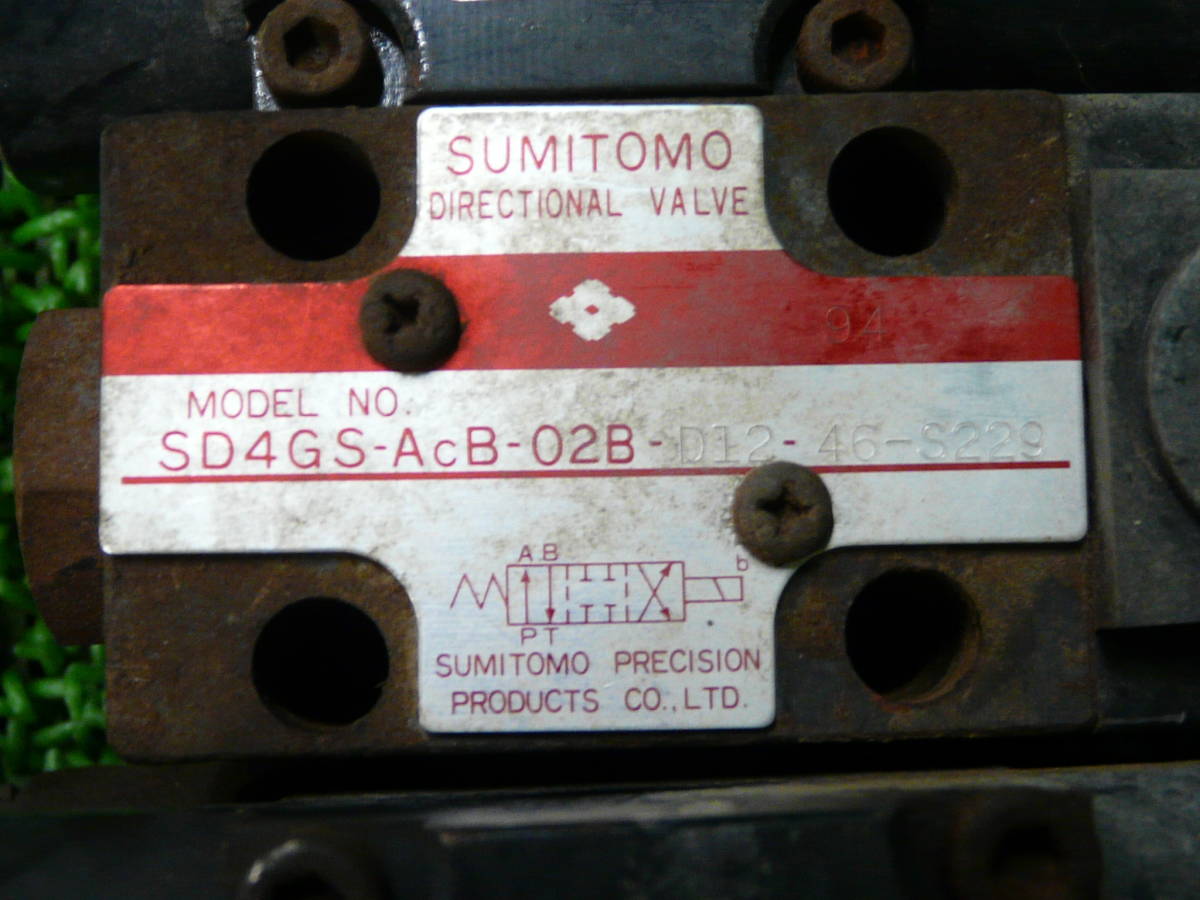 SUMITOMO
DIRECTIONAL VALVE
94
MODEL NO.
SD4GS-AcB-02B-D12-46-S229
A B
b
P T
SUMITOMO PRECISION
PRODUCTS CO.,LTD.